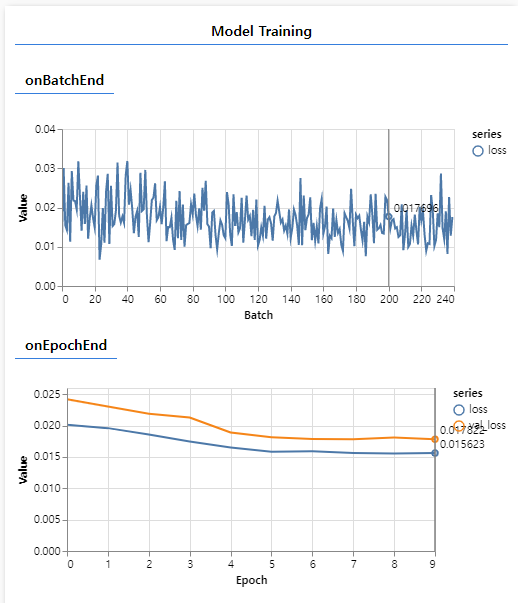 Model Training
onBatchEnd
series
loss
0.04
0.03
0.02
0.01
0.00
Value
0.017696
0 20 40 60 80 100 120 140 160 180 200 220 240
Batch
onEpochEnd
series
loss
val_loss
0.025
0.020
0.015
0.010
0.005
0.000
Value
0.017822
0.015623
0 1 2 3 4 5 6 7 8 9
Epoch